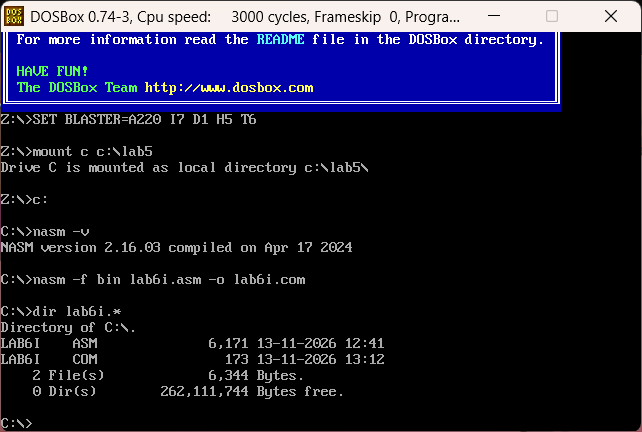 DOSBox 0.74-3, Cpu speed: 3000 cycles, Frameskip 0, Progra...
For more information read the README file in the DOSBox directory.
HAVE FUN!
The DOSBox Team http://www.dosbox.com
Z:\>SET BLASTER=A220 I7 D1 H5 T6
Z:\>mount c c:\lab5
Drive C is mounted as local directory c:\lab5\
Z:\>c:
C:\>nasm -v
NASM version 2.16.03 compiled on Apr 17 2024
C:\>nasm -f bin lab6i.asm -o lab6i.com
C:\>dir lab6i.*
Directory of C:\.
LAB6I    ASM              6,171 13-11-2026 12:41
LAB6I    COM                173 13-11-2026 13:12
    2 File(s)             6,344 Bytes.
    0 Dir(s)        262,111,744 Bytes free.
C:\>